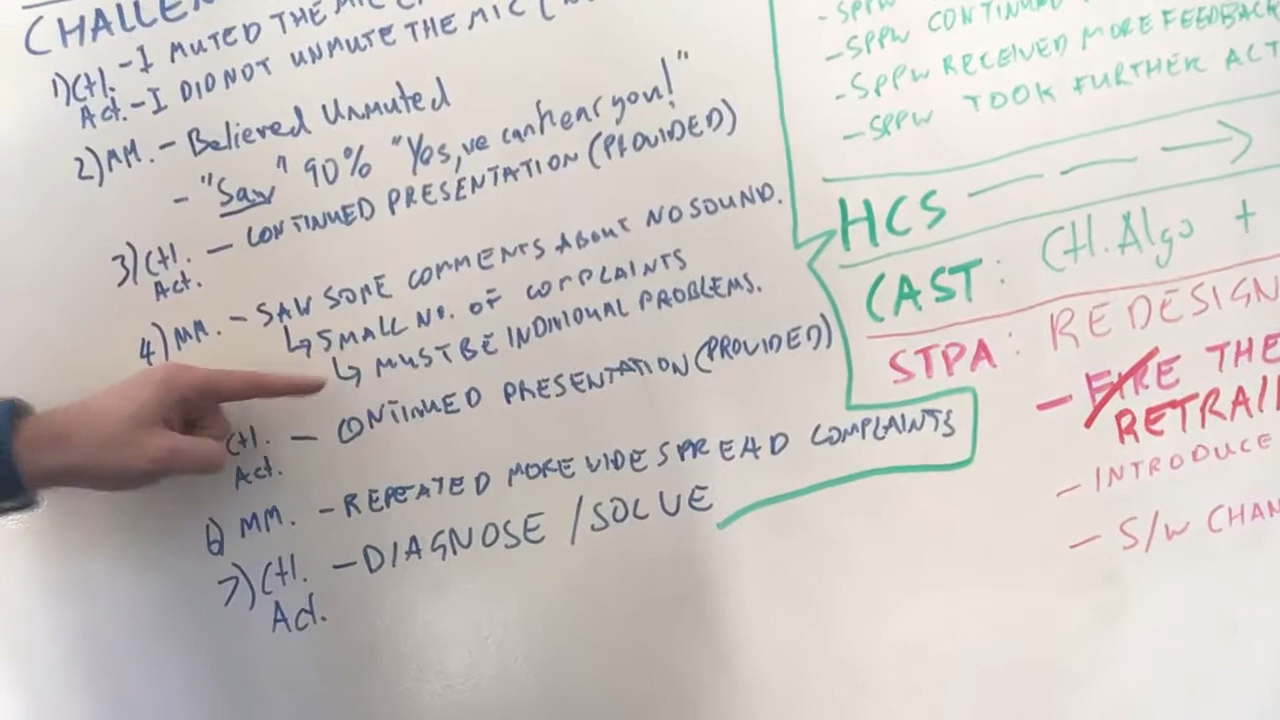 CHALLEN
1) Ctl. - I MUTED THE MIC
Act. - I DID NOT UNMUTE THE MIC
2) MM. - Believed Unmuted
- "Saw" 90% "Yes, we can hear you!"
3) Ctl. - CONTINUED PRESENTATION (PROVIDED)
Act.
4) MM. - SAW SOME COMMENTS ABOUT NO SOUND.
↳ SMALL NO. OF COMPLAINTS
↳ MUST BE INDIVIDUAL PROBLEMS.
Ctl. - CONTINUED PRESENTATION (PROVIDED)
Act.
6) MM. - REPEATED MORE WIDESPREAD COMPLAINTS
7) Ctl. - DIAGNOSE / SOLVE
Act.
- SPPW
- SPPW CONTINUED
- SPPW RECEIVED MORE FEEDBACK
- SPPW TOOK FURTHER ACT
HCS — — — →
CAST: Ctl. Algo +
STPA: REDESIGN
- FIRE THE
RETRAI
- INTRODUCE
- S/W CHAN